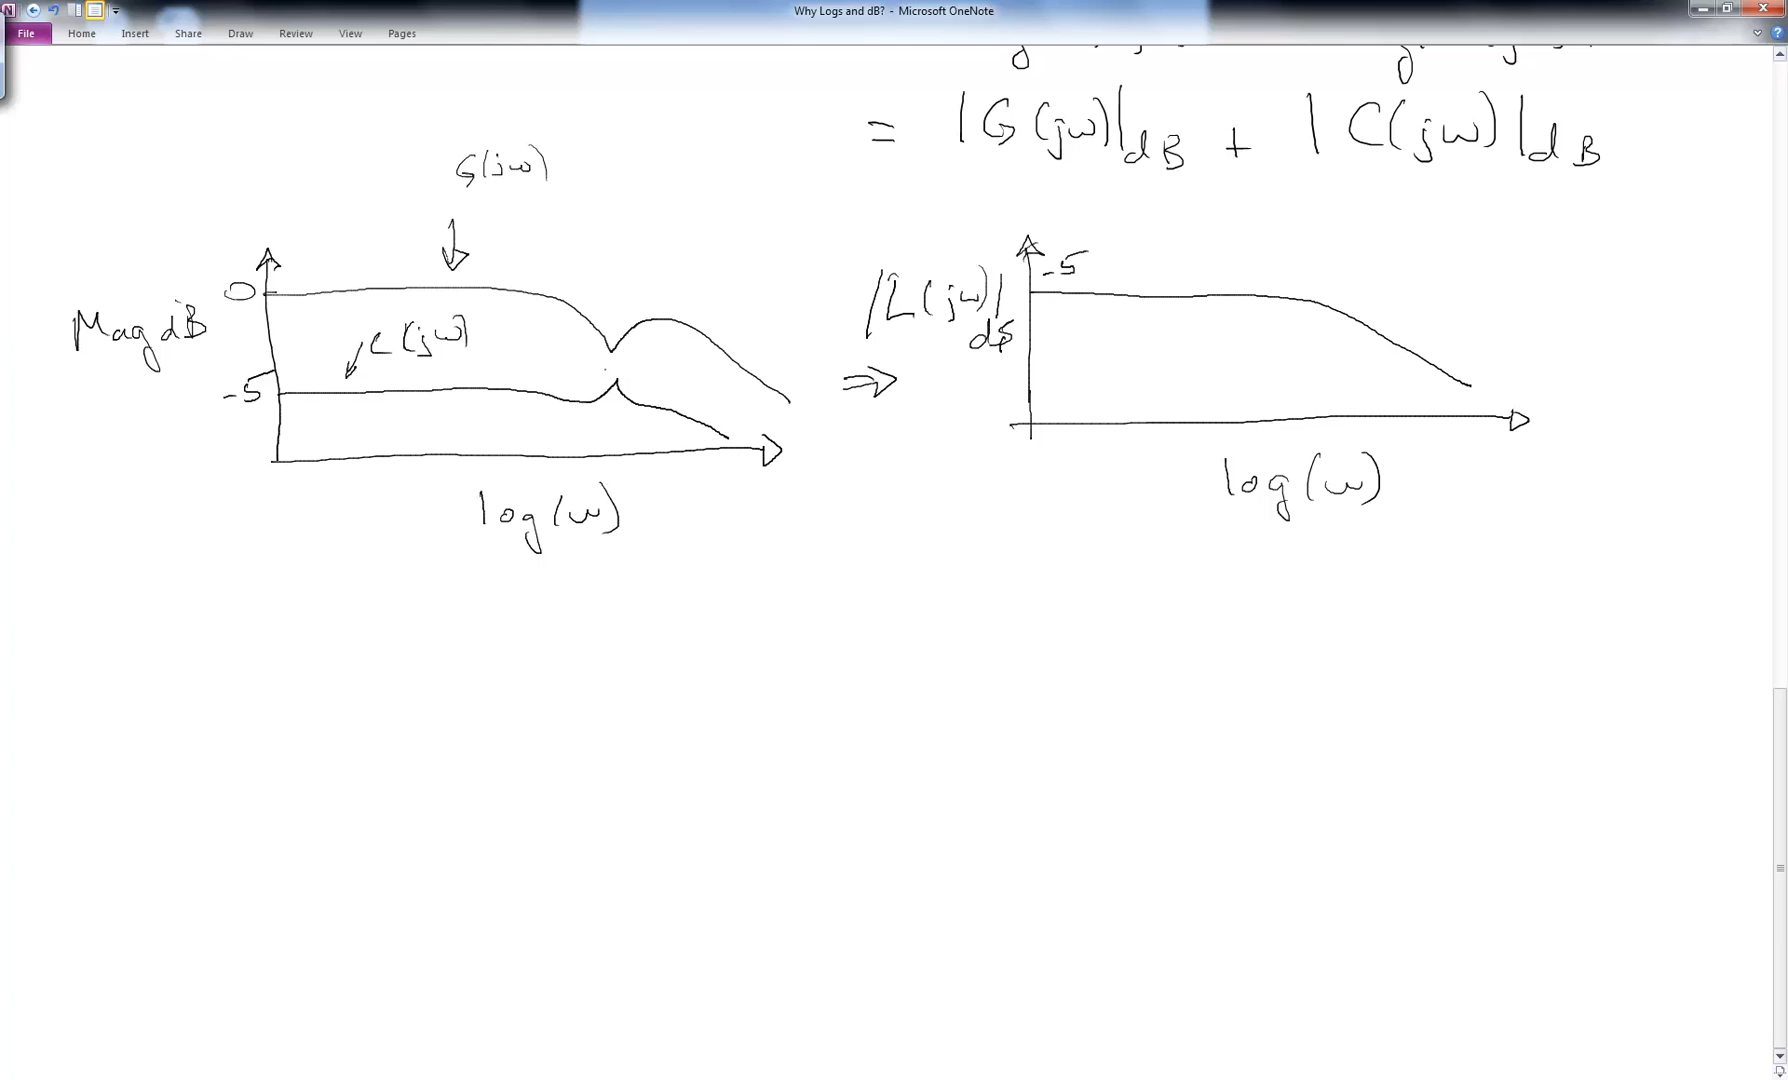 Why Logs and dB? - Microsoft OneNote
File Home Insert Share Draw Review View Pages
= |G(jω)|dB + |C(jω)|dB
G(jω)
0
Mag dB
C(jω)
-5
log(ω)
-5
|L(jω)|dB
⇒
log(ω)